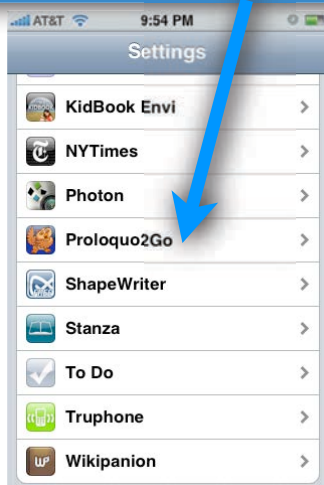 AT&T 9:54 PM
Settings
KidBook Envi
NYTimes
Photon
Proloquo2Go
ShapeWriter
Stanza
To Do
Truphone
Wikipanion